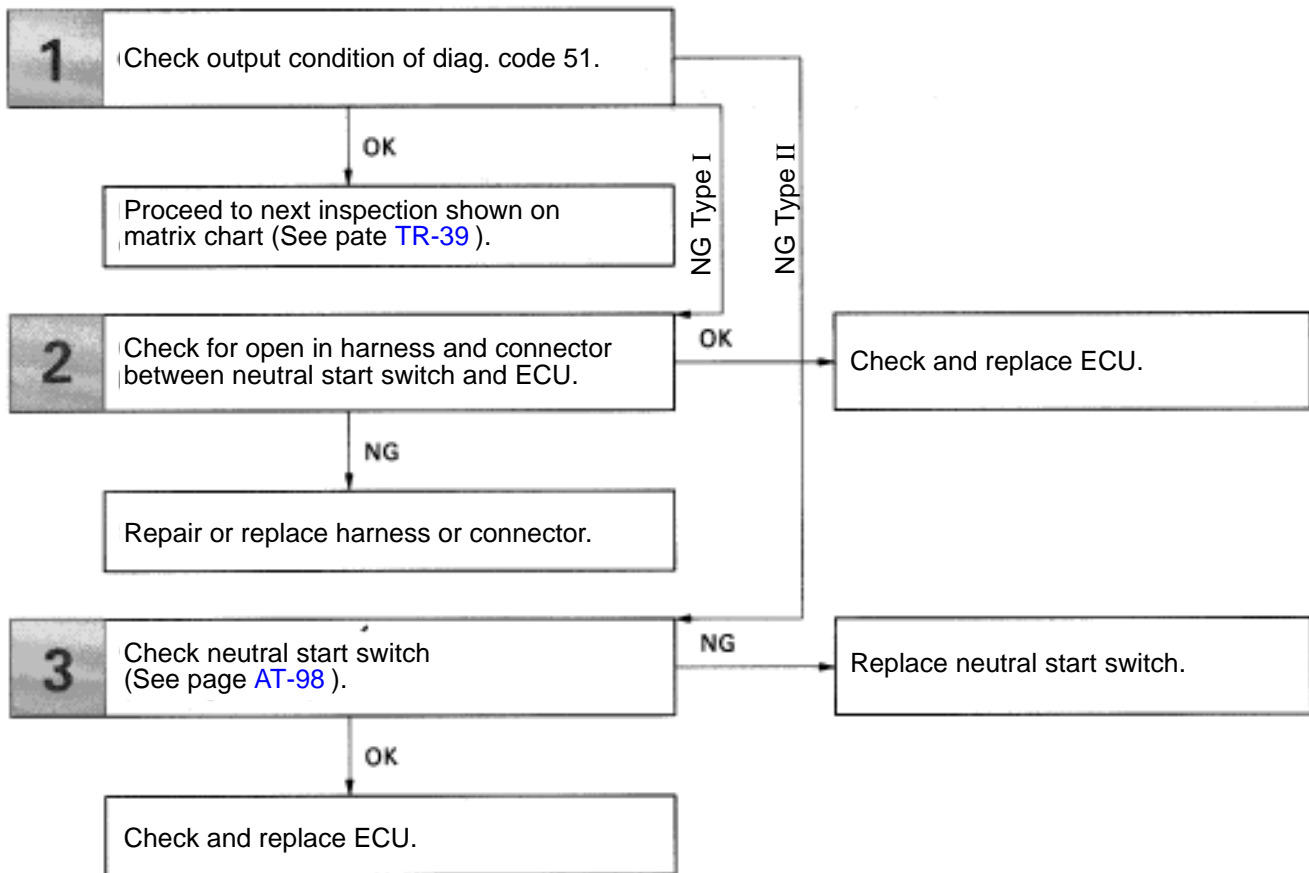 1
Check output condition of diag. code 51.
OK
NG Type I
NG Type II
Proceed to next inspection shown on
matrix chart (See pate TR-39 ).
2
Check for open in harness and connector
between neutral start switch and ECU.
OK
Check and replace ECU.
NG
Repair or replace harness or connector.
3
Check neutral start switch
(See page AT-98 ).
NG
Replace neutral start switch.
OK
Check and replace ECU.